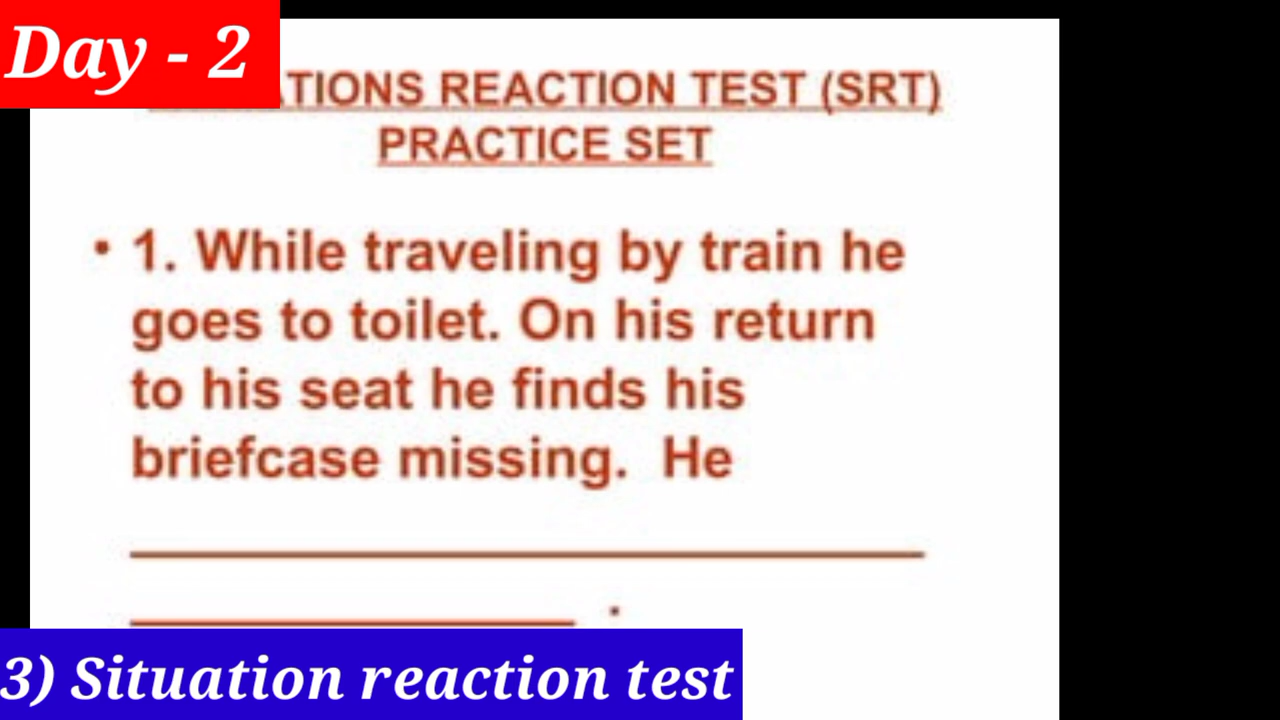 Day - 2
TIONS REACTION TEST (SRT)
PRACTICE SET
• 1. While traveling by train he
goes to toilet. On his return
to his seat he finds his
briefcase missing. He
.
3) Situation reaction test